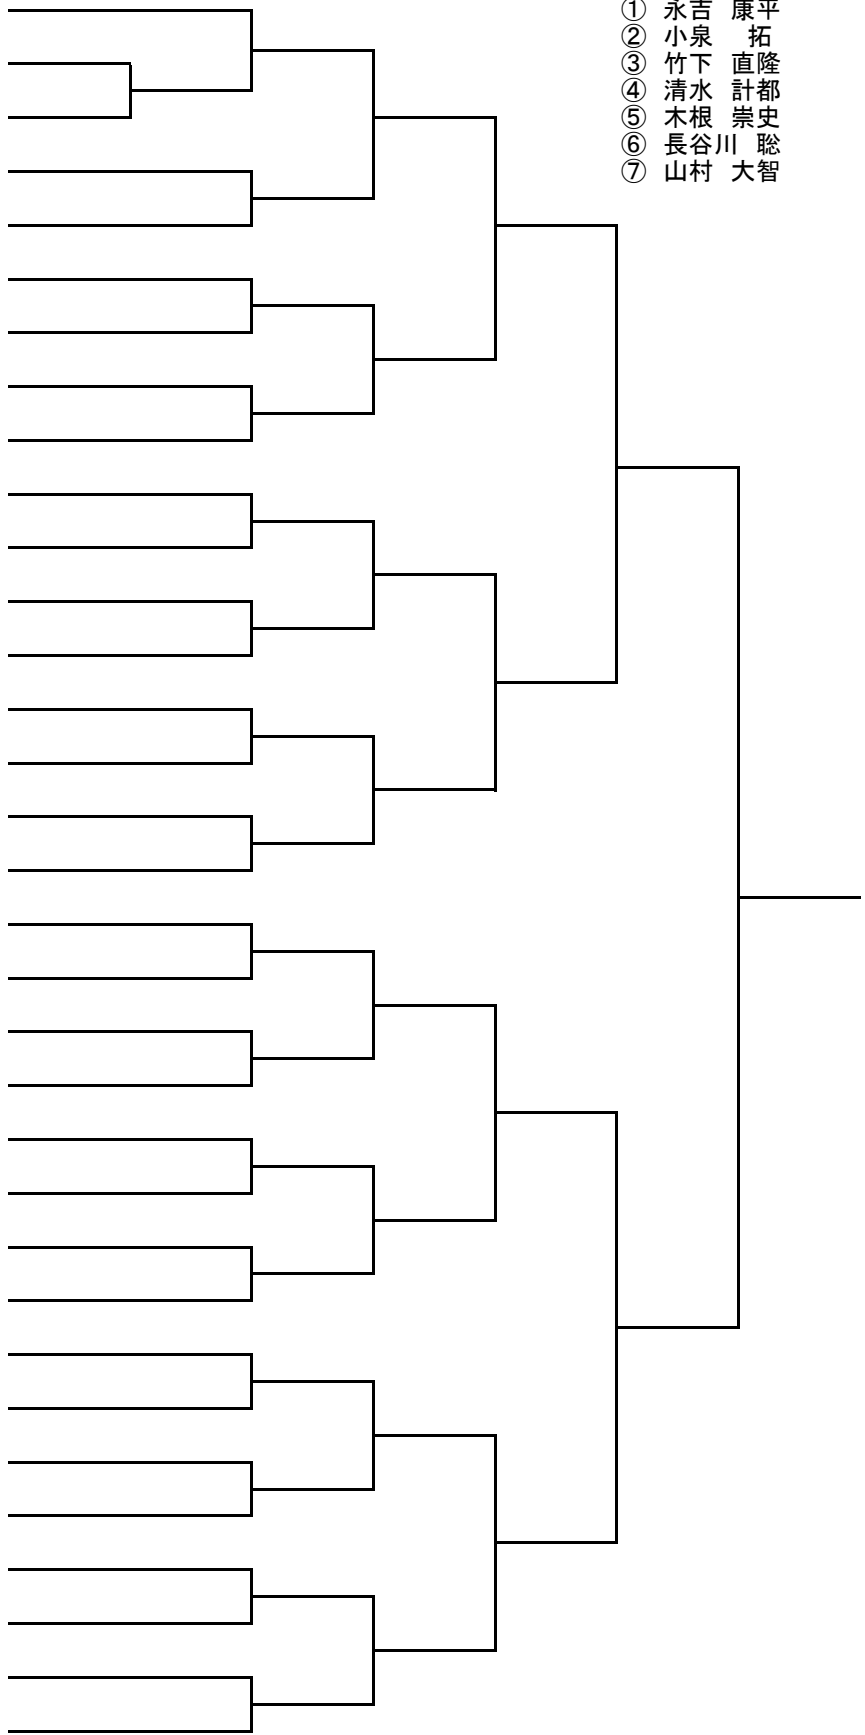 ① 永吉 康平
② 小泉 拓
③ 竹下 直隆
④ 清水 計都
⑤ 木根 崇史
⑥ 長谷川 聡
⑦ 山村 大智